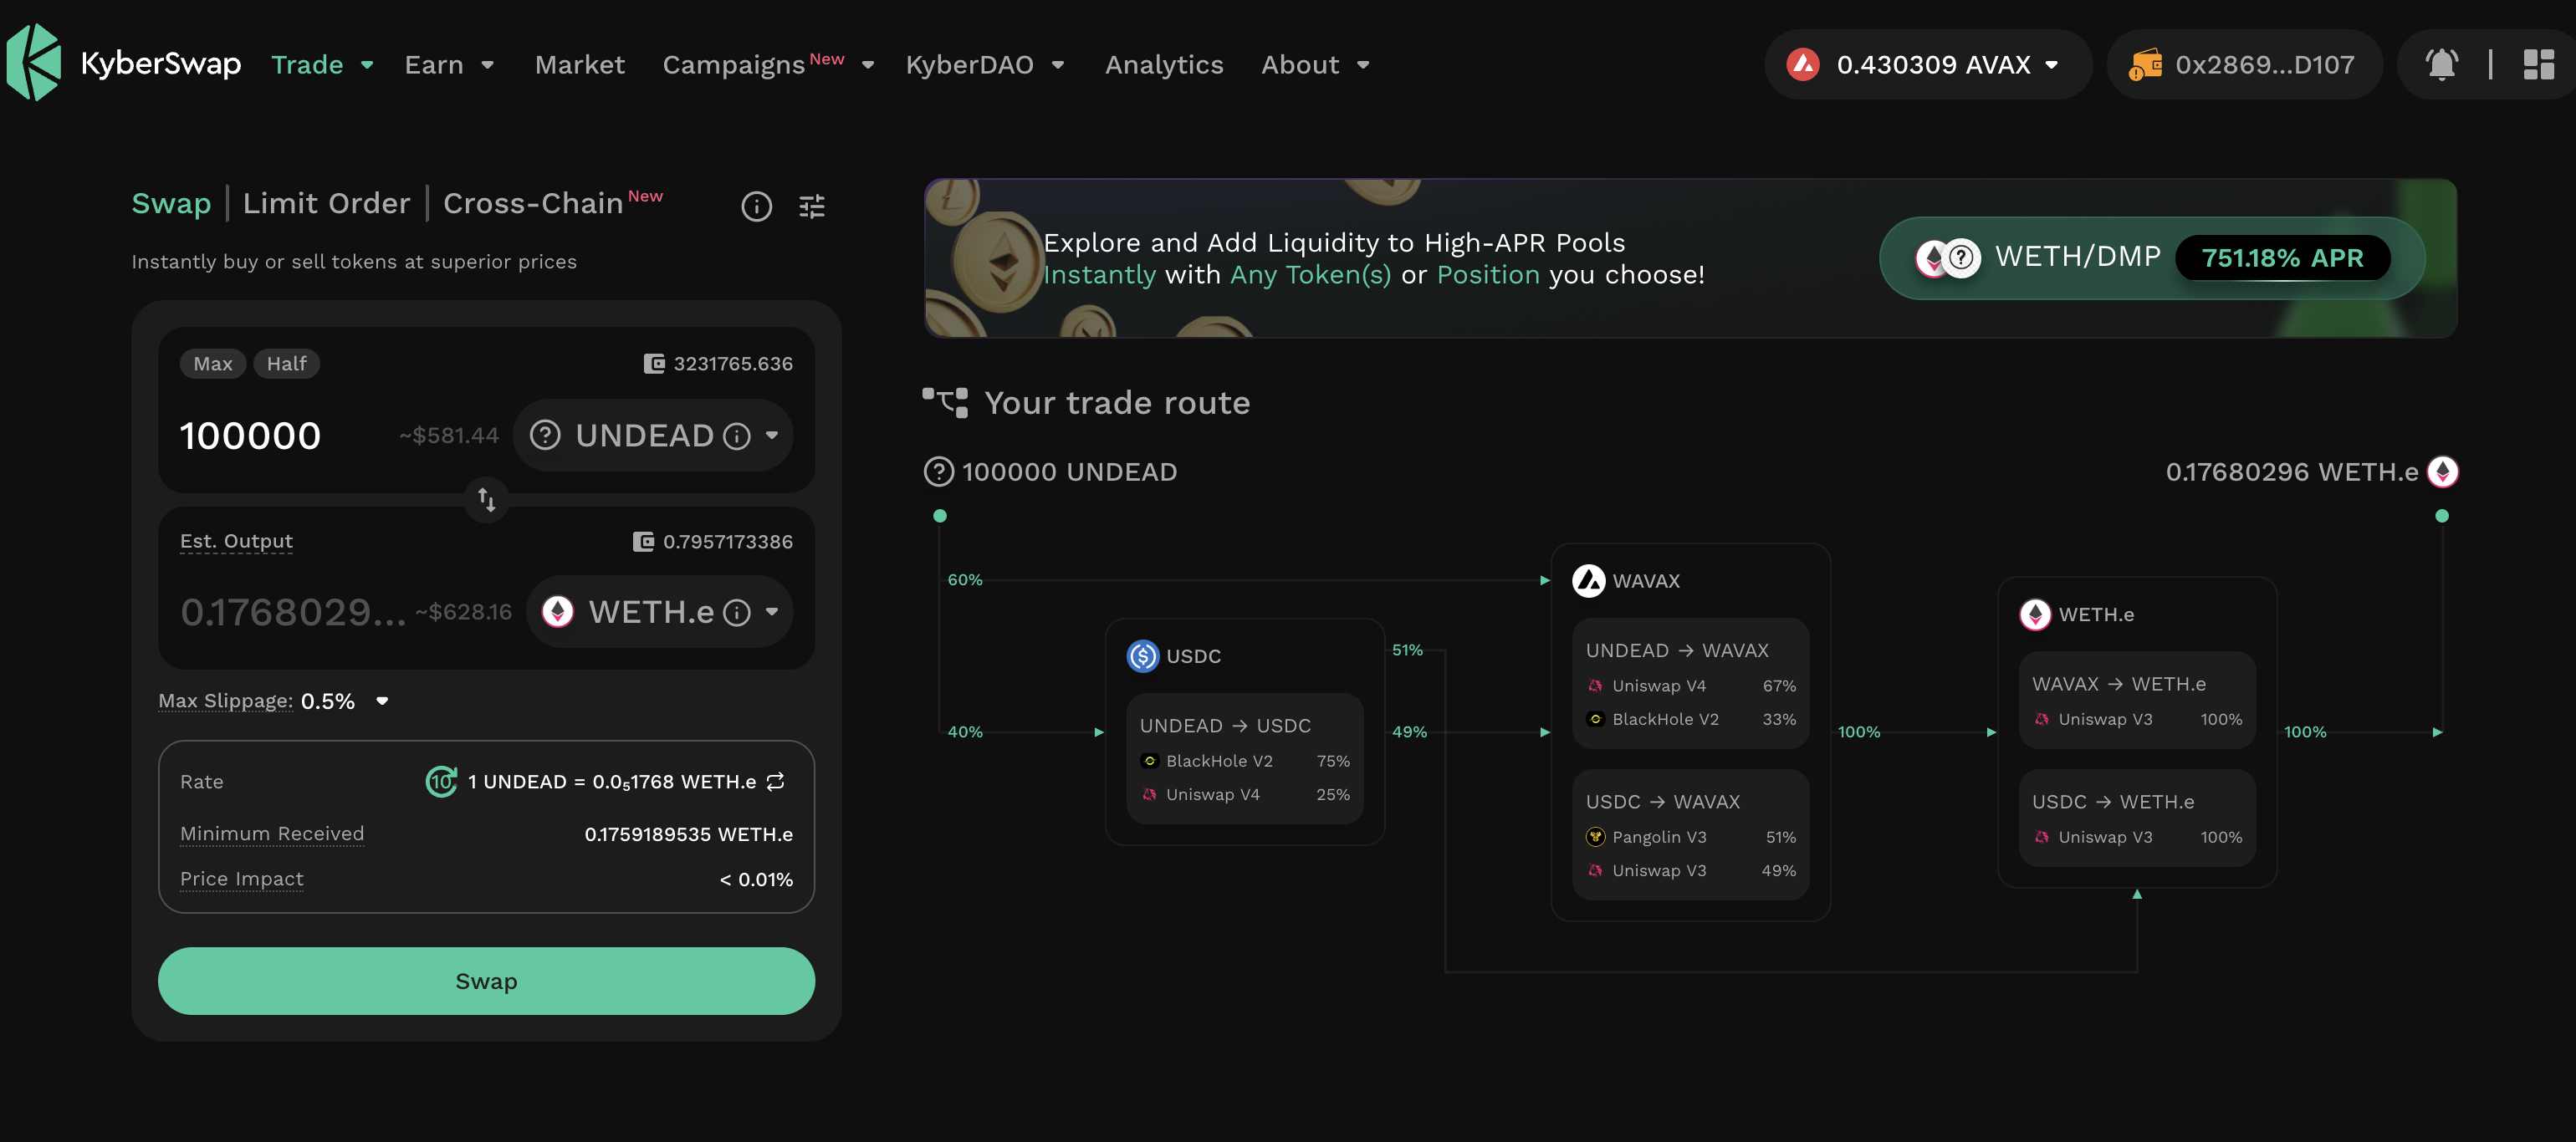 KyberSwap Trade Earn Market Campaigns New KyberDAO Analytics About 0.430309 AVAX 0x2869...D107
Swap | Limit Order | Cross-Chain New
Instantly buy or sell tokens at superior prices
Max Half 3231765.636
100000 ~$581.44 UNDEAD
Est. Output 0.7957173386
0.1768029... ~$628.16 WETH.e
Max Slippage: 0.5%
Rate 10 1 UNDEAD = 0.0₅1768 WETH.e
Minimum Received 0.1759189535 WETH.e
Price Impact < 0.01%
Swap
Explore and Add Liquidity to High-APR Pools
Instantly with Any Token(s) or Position you choose!
WETH/DMP 751.18% APR
Your trade route
100000 UNDEAD 0.17680296 WETH.e
60%
40%
USDC
UNDEAD → USDC
BlackHole V2 75%
Uniswap V4 25%
51%
49%
WAVAX
UNDEAD → WAVAX
Uniswap V4 67%
BlackHole V2 33%
USDC → WAVAX
Pangolin V3 51%
Uniswap V3 49%
100%
WETH.e
WAVAX → WETH.e
Uniswap V3 100%
USDC → WETH.e
Uniswap V3 100%
100%